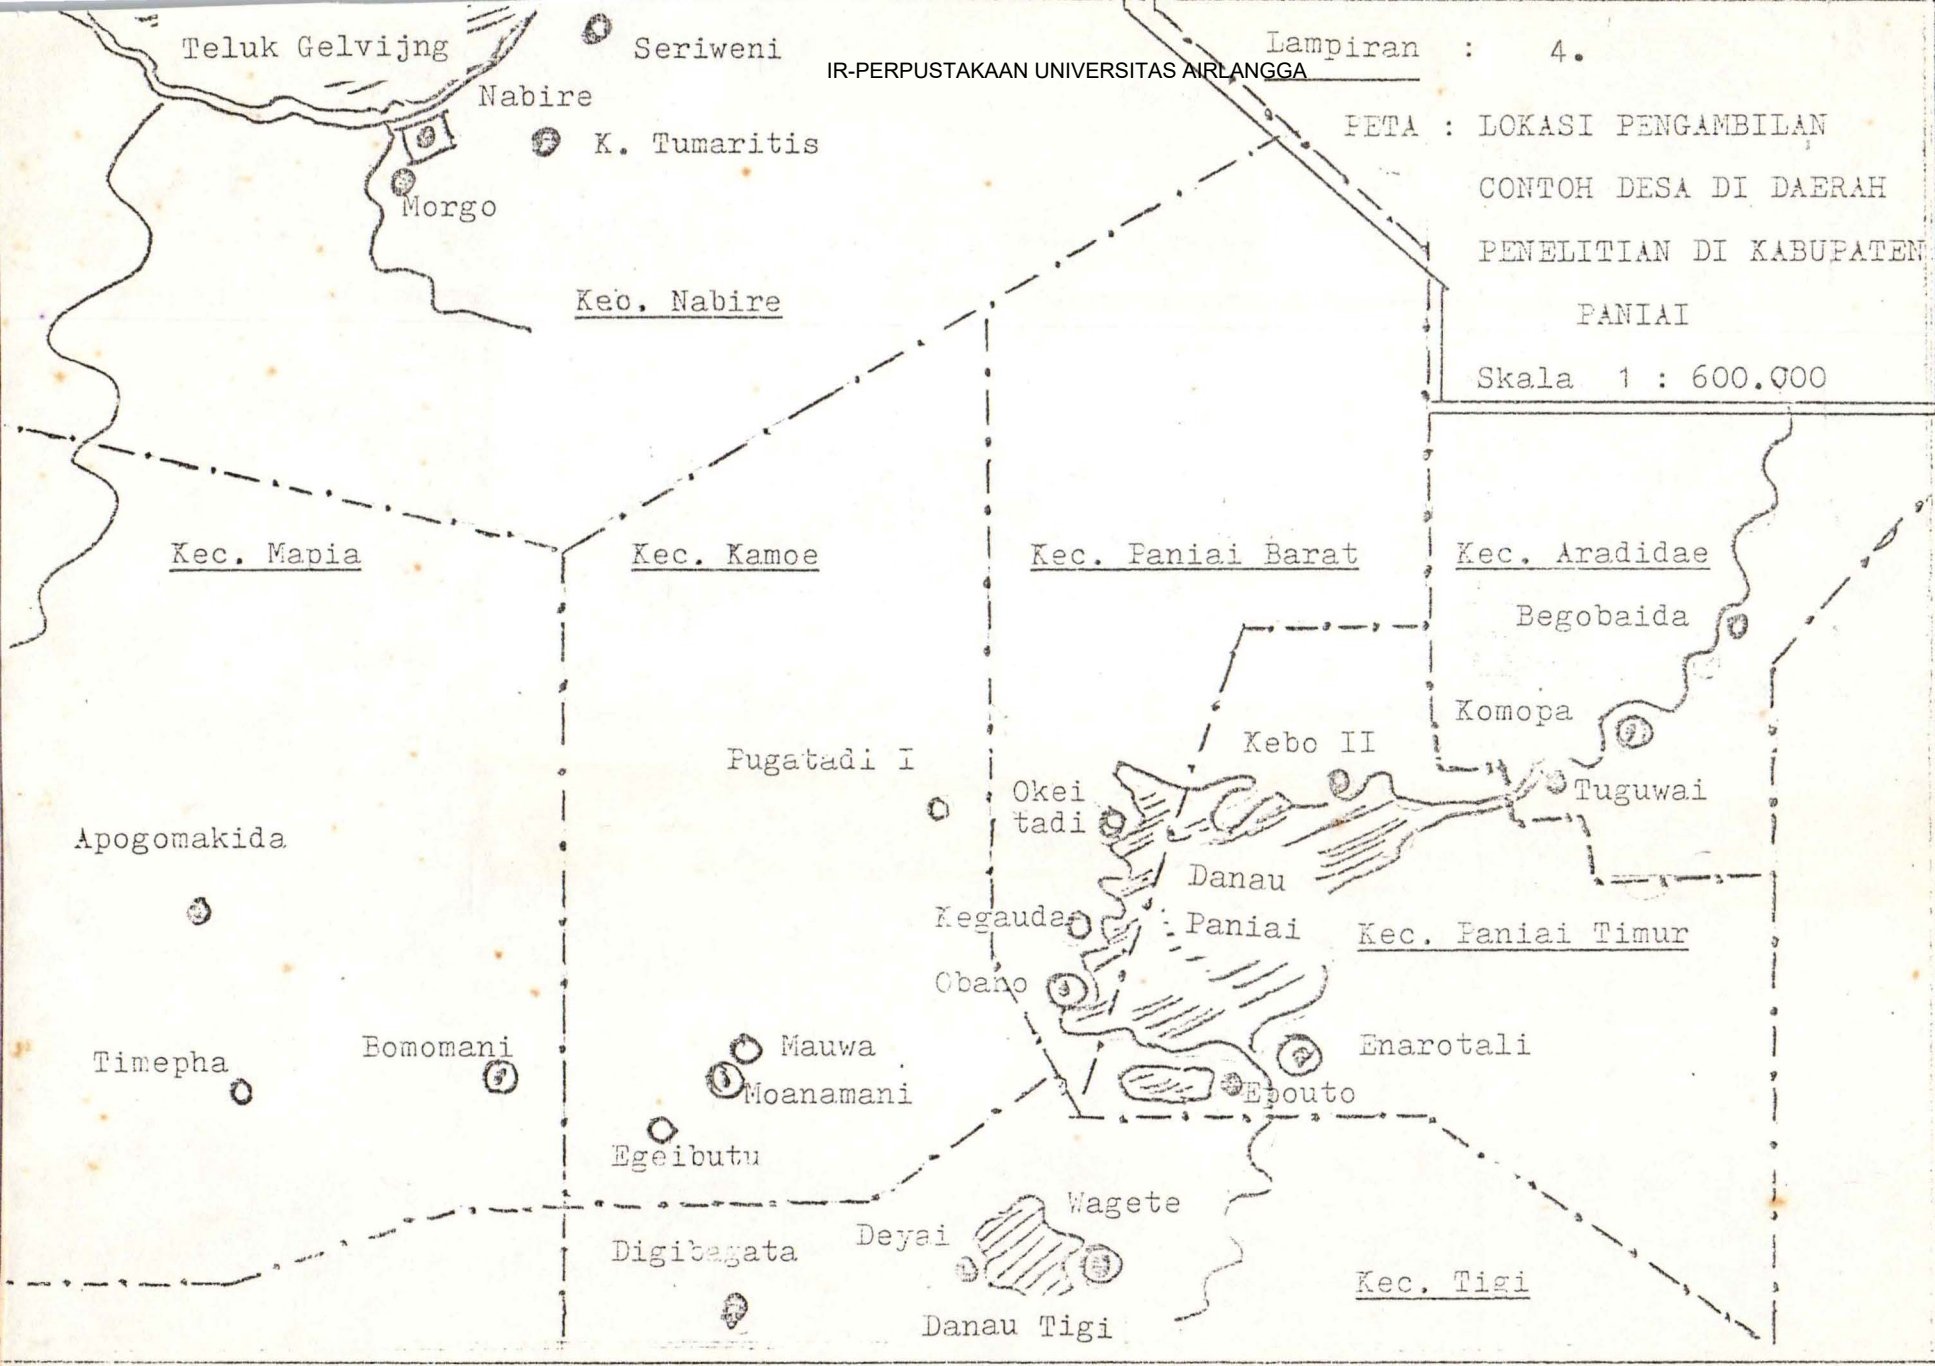 Teluk Gelvijng
Seriweni
Lampiran : 4.
IR-PERPUSTAKAAN UNIVERSITAS AIRLANGGA
Nabire
K. Tumaritis
PETA : LOKASI PENGAMBILAN
CONTOH DESA DI DAERAH
PENELITIAN DI KABUPATEN
PANIAI
Skala 1 : 600.000
Morgo
Kec. Nabire
Kec. Mapia
Kec. Kamoe
Kec. Paniai Barat
Kec. Aradidae
Begobaida
Komopa
Kebo II
Pugatadi I
Okei
tadi
Tuguwai
Apogomakida
Danau
Paniai
Kegauda
Kec. Paniai Timur
Obano
Timepha
Bomomani
Mauwa
Moanamani
Enarotali
Epouto
Egeibutu
Wagete
Deyai
Digibagata
Kec. Tigi
Danau Tigi